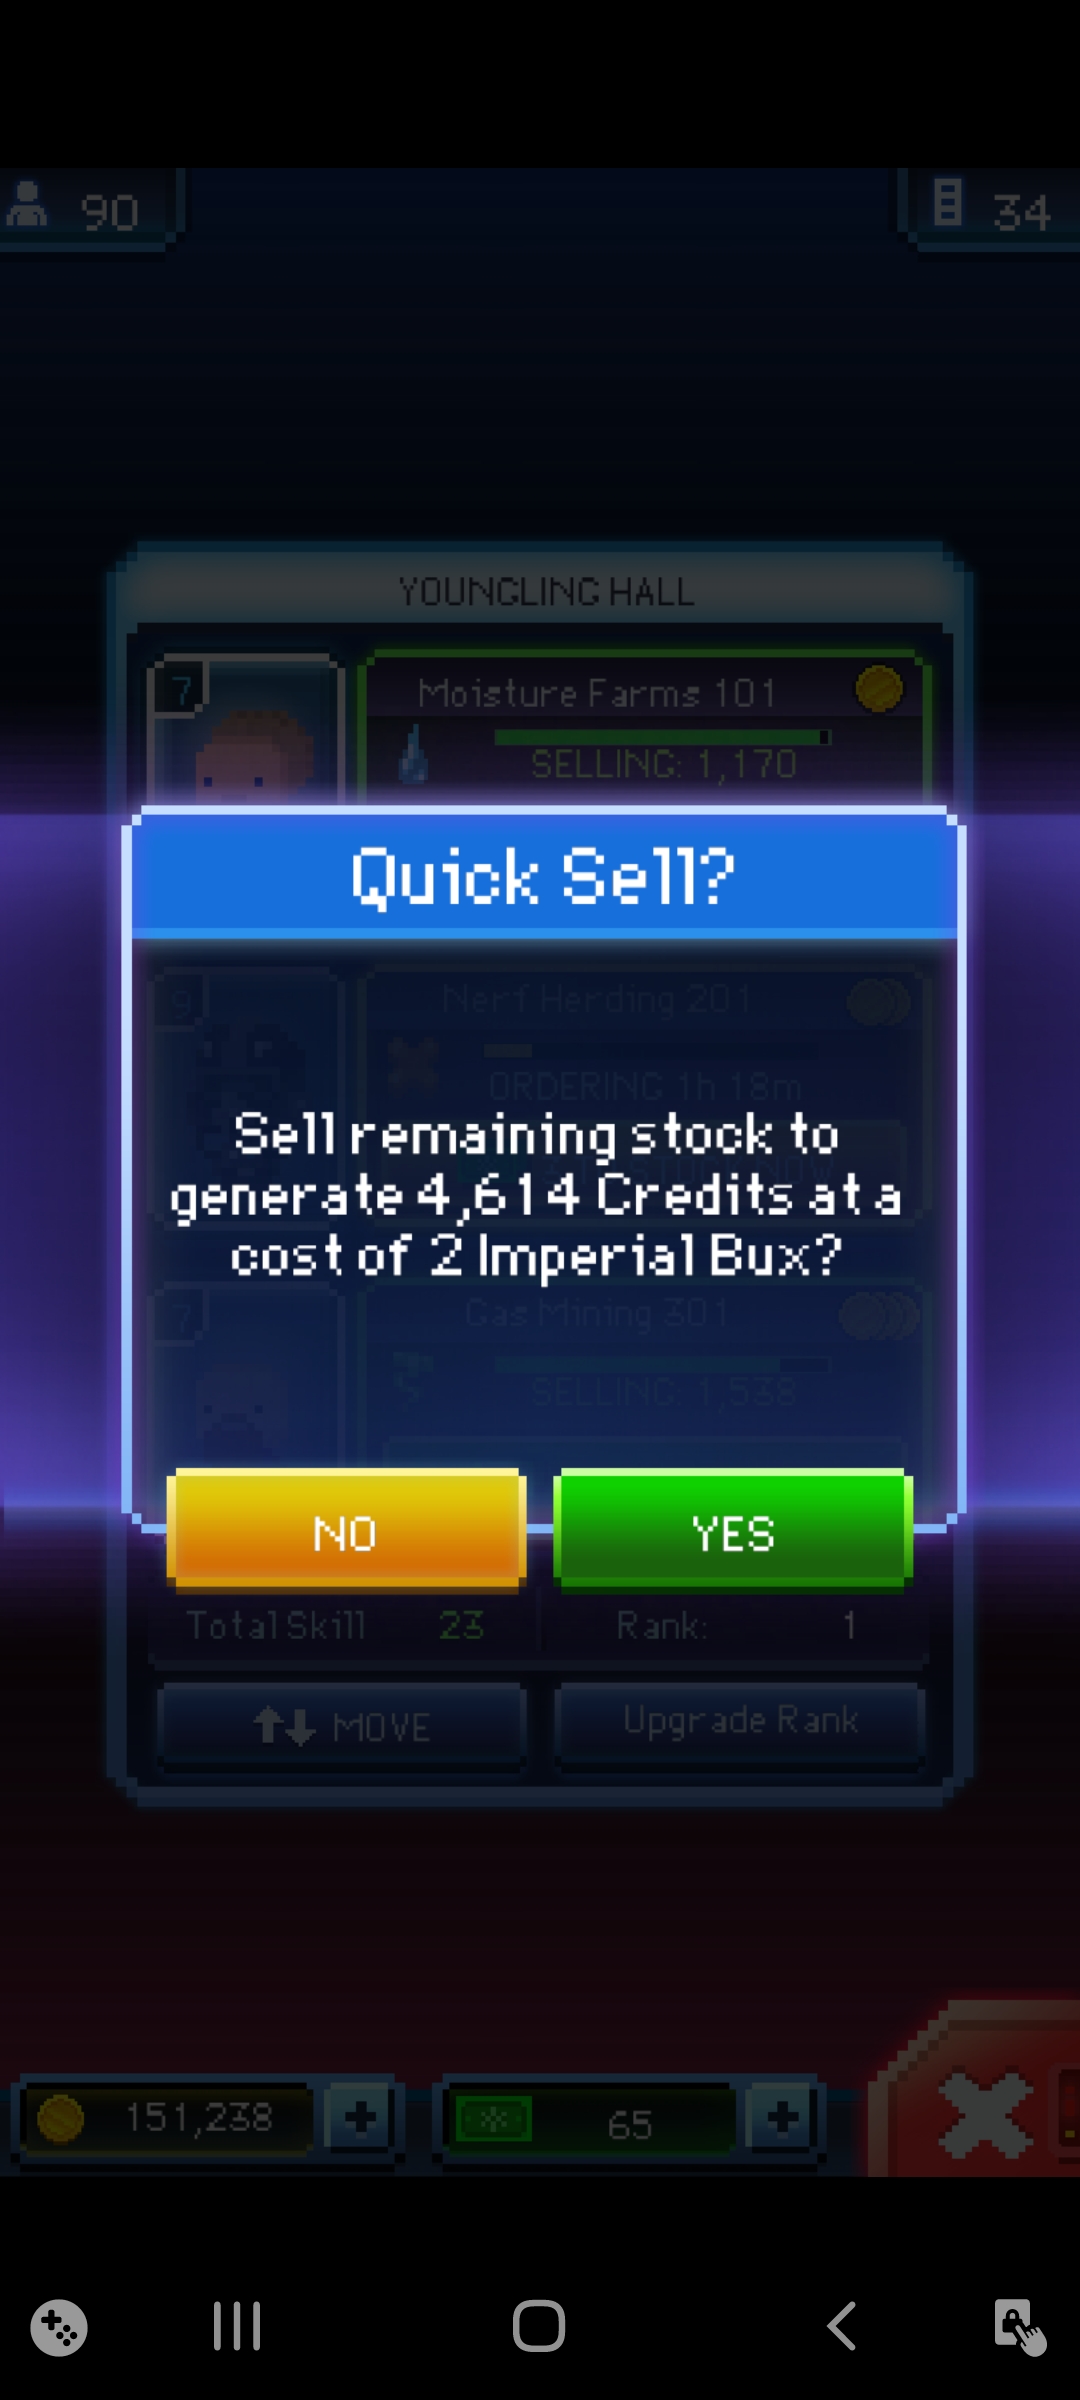 90
34
YOUNGLING HALL
7
Moisture Farms 101
SELLING: 1,170
Quick Sell?
9
Nerf Herding 201
ORDERING 1h 18m
Sell remaining stock to
generate 4,614 Credits at a
cost of 2 Imperial Bux?
7
Gas Mining 301
SELLING: 1,538
NO
YES
Total Skill 23
Rank: 1
MOVE
Upgrade Rank
151,238
65